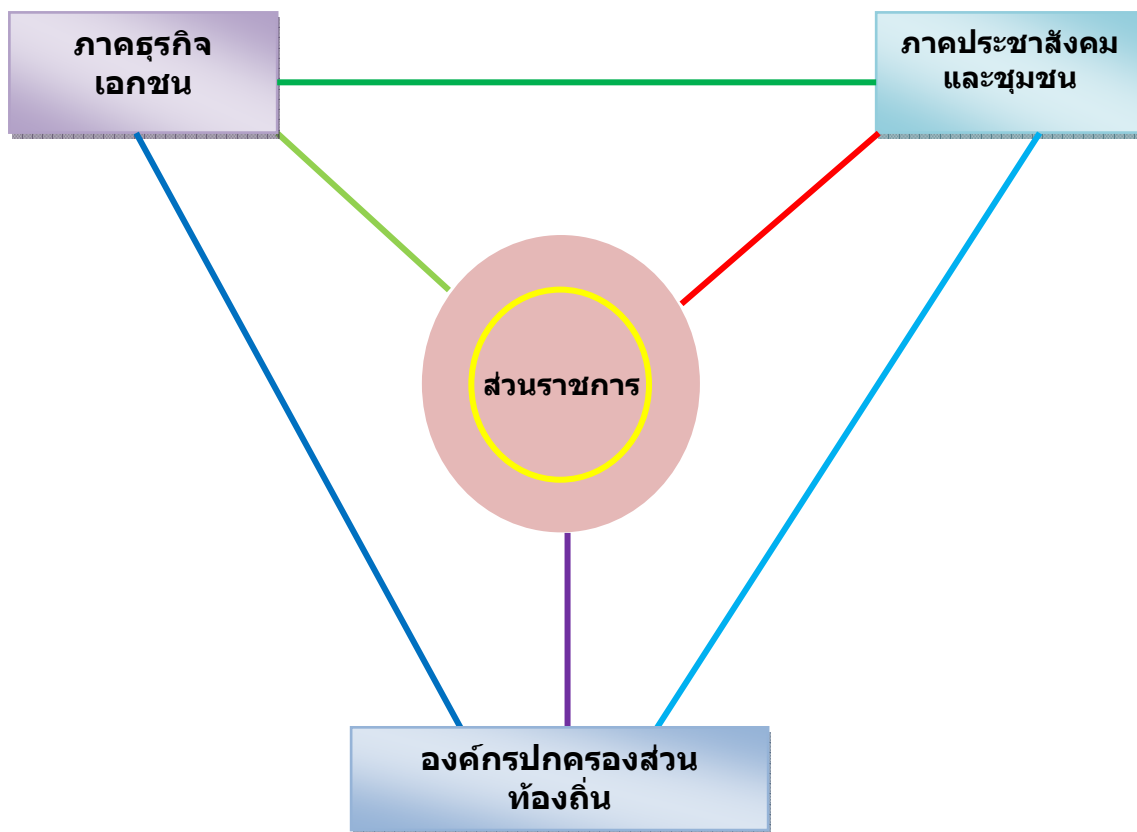 ภาคธุรกิจ
เอกชน
ภาคประชาสังคม
และชุมชน
ส่วนราชการ
องค์กรปกครองส่วน
ท้องถิ่น